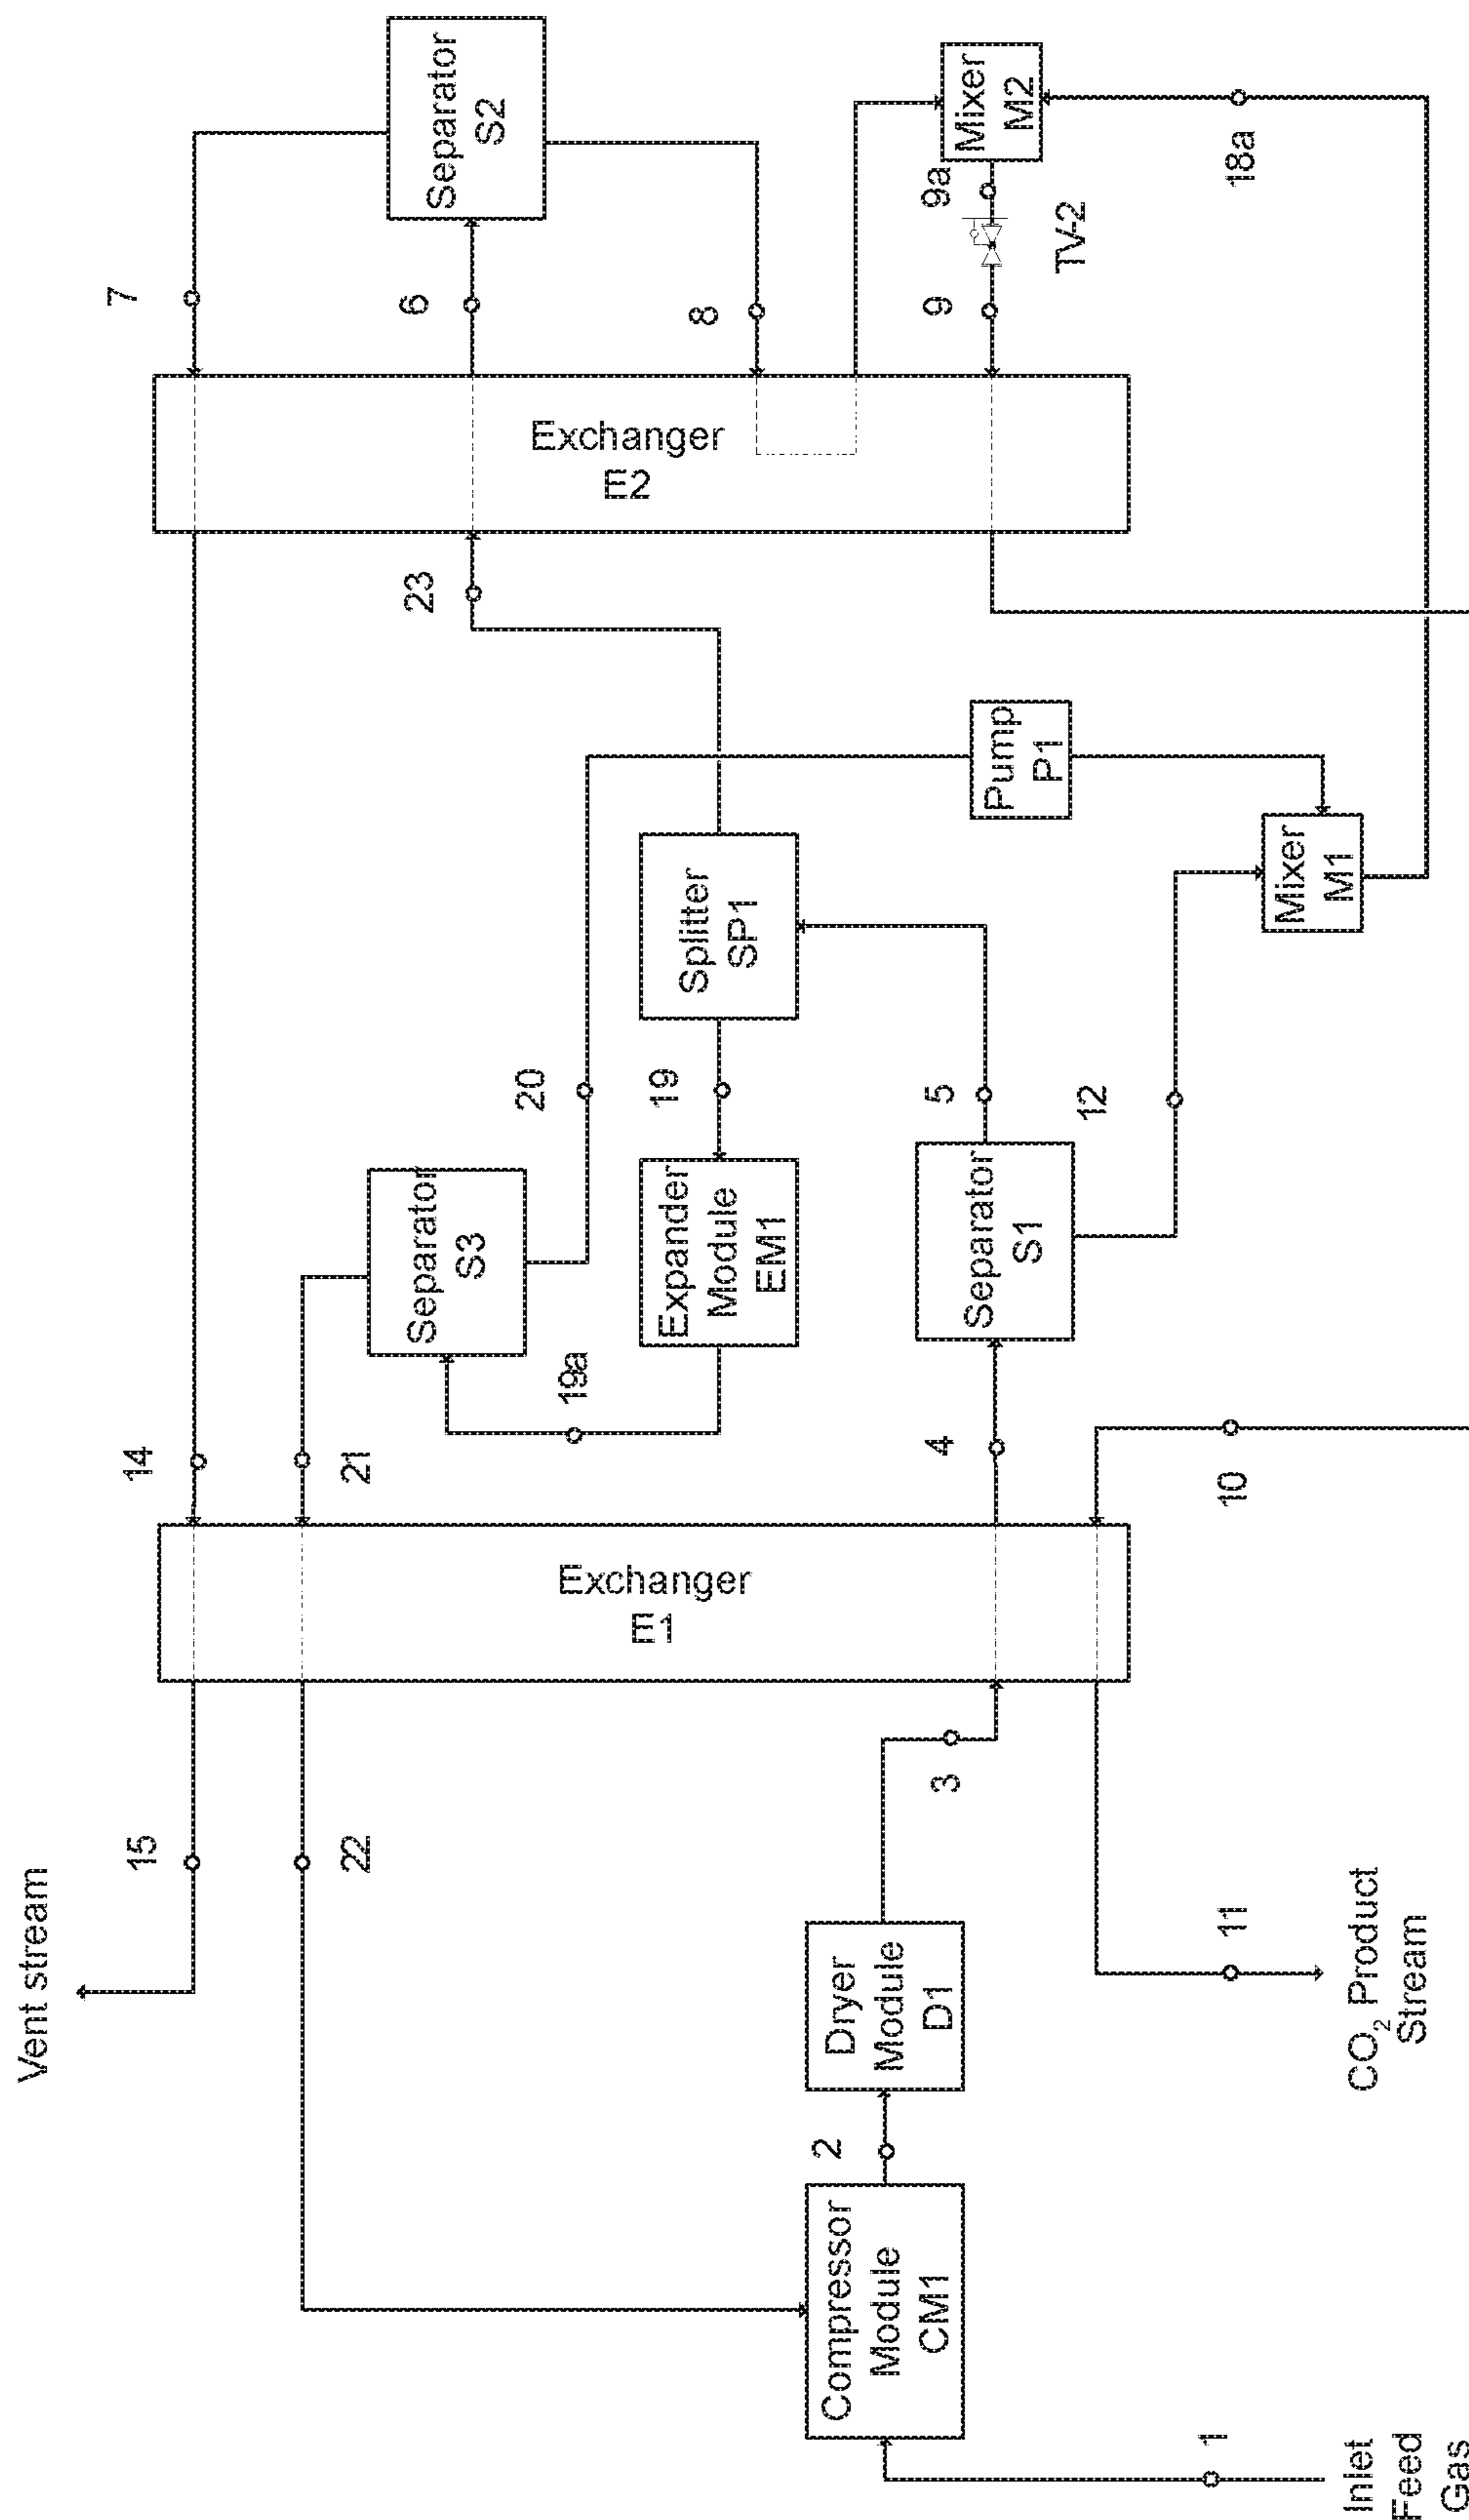 Vent stream
15
22
14
21
7
6
8
Separator
S2
Exchanger
E1
Exchanger
E2
23
20
19
19a
Separator
S3
Expander
Module
EM1
Splitter
SP1
Separator
S1
5
12
4
10
Pump
P1
Mixer
M1
Mixer
M2
9a
9
TV-2
18a
Compressor
Module
CM1
2
Dryer
Module
D1
3
11
1
Inlet
Feed
Gas
CO₂ Product
Stream